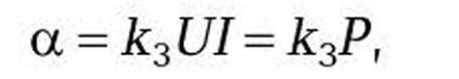 α = k₃UI = k₃P,